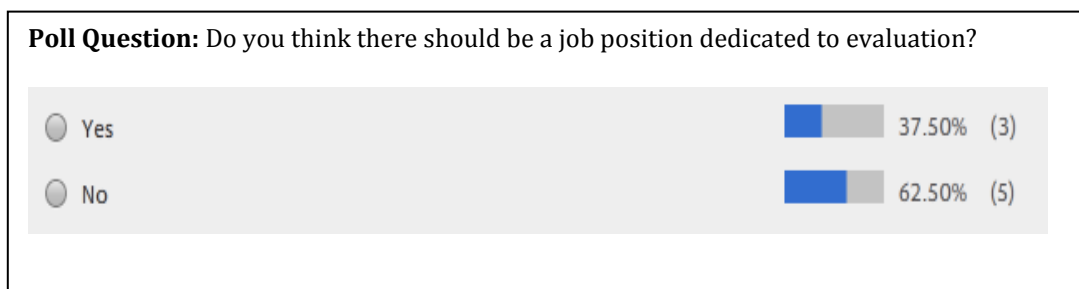 Poll Question: Do you think there should be a job position dedicated to evaluation?
Yes 37.50% (3)
No 62.50% (5)